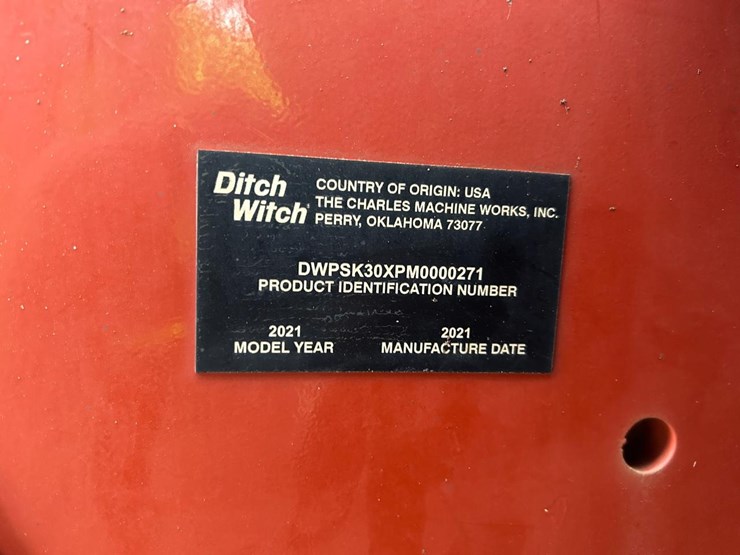 Ditch Witch
COUNTRY OF ORIGIN: USA
THE CHARLES MACHINE WORKS, INC.
PERRY, OKLAHOMA 73077
DWPSK30XPM0000271
PRODUCT IDENTIFICATION NUMBER
2021 2021
MODEL YEAR MANUFACTURE DATE